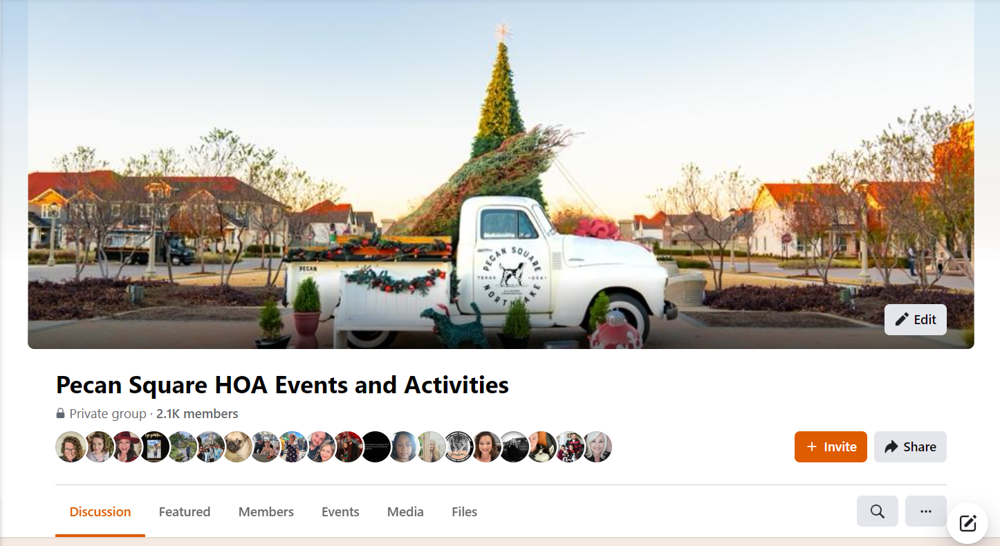 PECAN
PECAN SQUARE
TEXAS USA
NORTHLAKE
Edit
Pecan Square HOA Events and Activities
Private group · 2.1K members
Invite
Share
Discussion
Featured
Members
Events
Media
Files